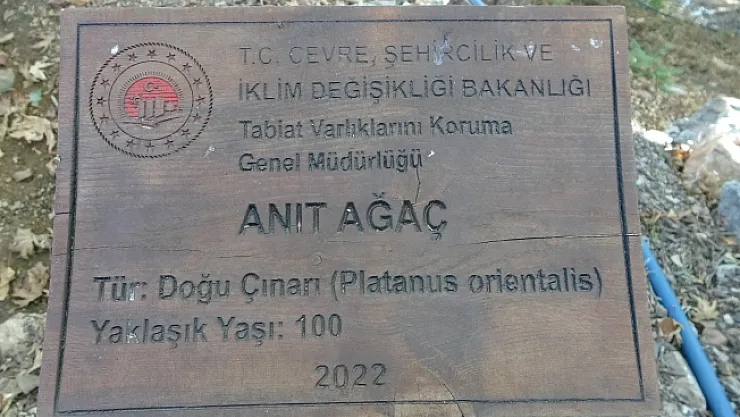 T.C. ÇEVRE, ŞEHİRCİLİK VE
İKLİM DEĞİŞİKLİĞİ BAKANLIĞI
Tabiat Varlıklarını Koruma
Genel Müdürlüğü
ANIT AĞAÇ
Tür: Doğu Çınarı (Platanus orientalis)
Yaklaşık Yaşı: 100
2022